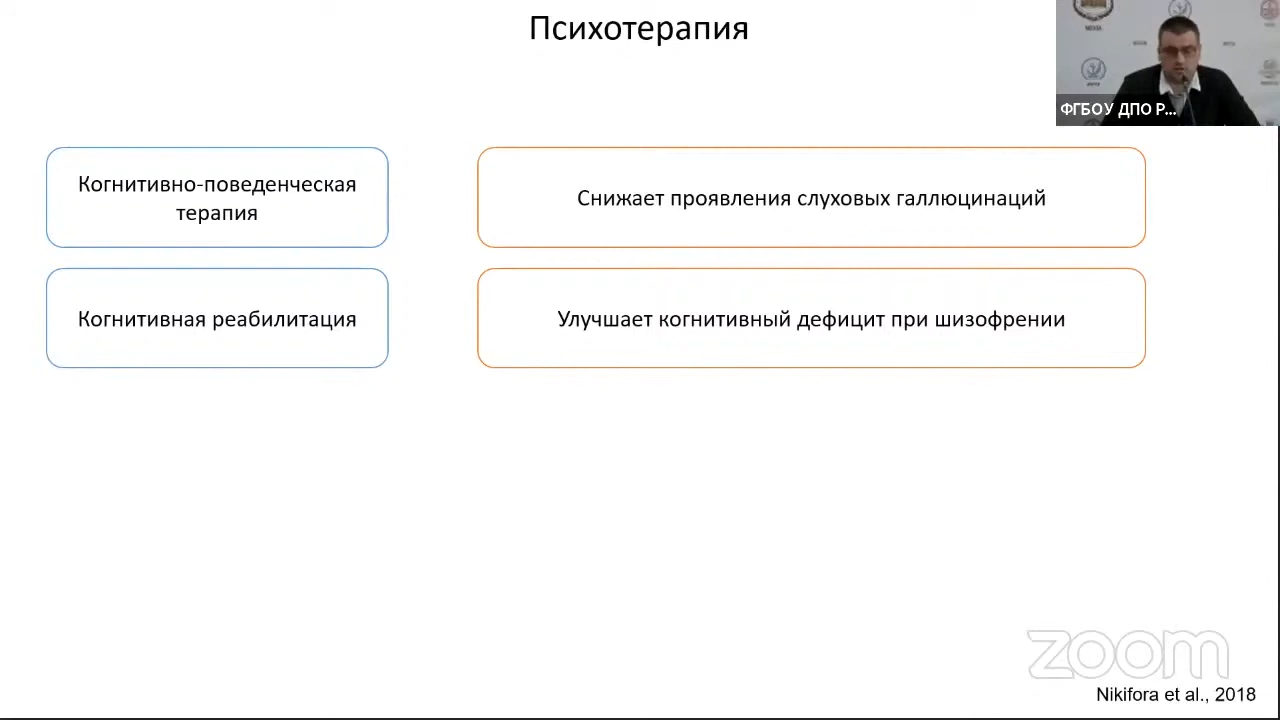 Психотерапия
ФГБОУ ДПО Р...
Когнитивно-поведенческая
терапия
Снижает проявления слуховых галлюцинаций
Когнитивная реабилитация
Улучшает когнитивный дефицит при шизофрении
zoom
Nikifora et al., 2018